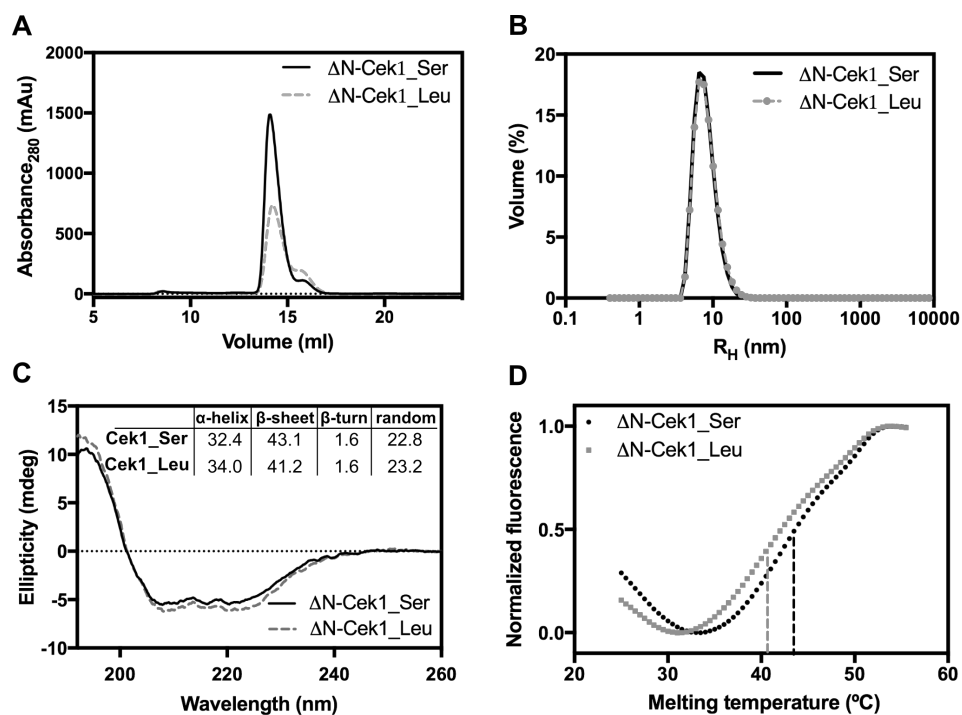 A
2000
1500
1000
500
0
Absorbance280 (mAu)
5 10 15 20
Volume (ml)
ΔN-Cek1_Ser
ΔN-Cek1_Leu
B
20
15
10
5
0
Volume (%)
0.1 1 10 100 1000 10000
RH (nm)
ΔN-Cek1_Ser
ΔN-Cek1_Leu
C
15
10
5
0
-5
-10
Ellipticity (mdeg)
α-helix β-sheet β-turn random
Cek1_Ser 32.4 43.1 1.6 22.8
Cek1_Leu 34.0 41.2 1.6 23.2
ΔN-Cek1_Ser
ΔN-Cek1_Leu
200 220 240 260
Wavelength (nm)
D
1.0
0.5
0.0
Normalized fluorescence
ΔN-Cek1_Ser
ΔN-Cek1_Leu
20 30 40 50 60
Melting temperature (ºC)